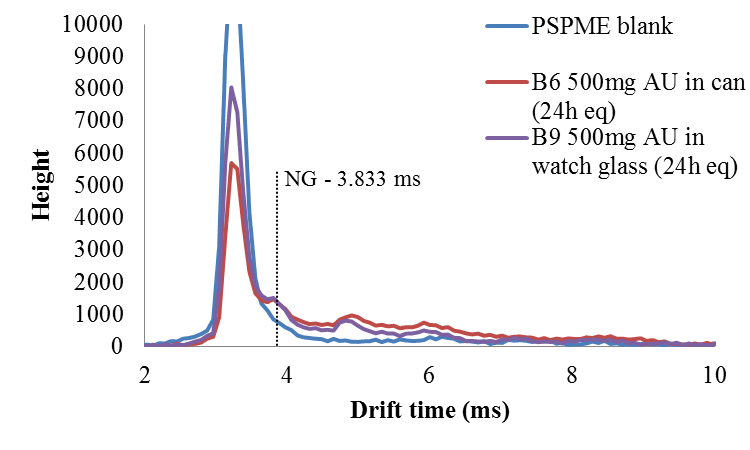 10000
9000
8000
7000
6000
5000
4000
3000
2000
1000
0
Height
PSPME blank
B6 500mg AU in can
(24h eq)
B9 500mg AU in
watch glass (24h eq)
NG - 3.833 ms
2 4 6 8 10
Drift time (ms)